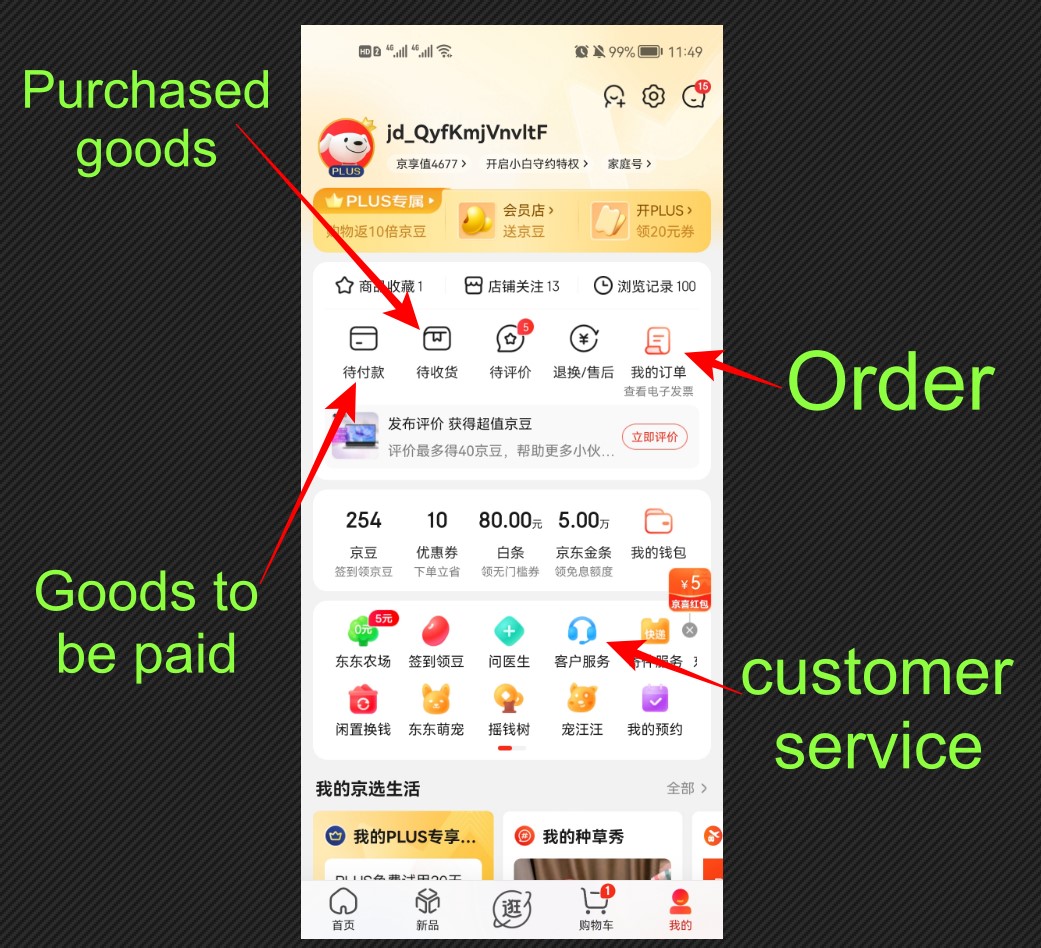 Purchased
goods
Goods to
be paid
Order
customer
service
HD 2 4G 4G 99% 11:49
15
jd_QyfKmjVnvltF
PLUS
京享值4677 开启小白守约特权 家庭号
PLUS专属
购物返10倍京豆
会员店
送京豆
开PLUS
领20元券
商品收藏1 店铺关注13 浏览记录100
5
待付款 待收货 待评价 退换/售后 我的订单
查看电子发票
发布评价 获得超值京豆
评价最多得40京豆，帮助更多小伙...
立即评价
254 10 80.00元 5.00万
京豆 优惠券 白条 京东金条 我的钱包
签到领京豆 下单立省 领无门槛券 领免息额度
¥5
京喜红包
5元
0元
快递
东东农场 签到领豆 问医生 客户服务 寄件服务
闲置换钱 东东萌宠 摇钱树 宠汪汪 我的预约
我的京选生活 全部
我的PLUS专享... 我的种草秀
PLUS免费试用30天
逛
1
首页 新品 购物车 我的